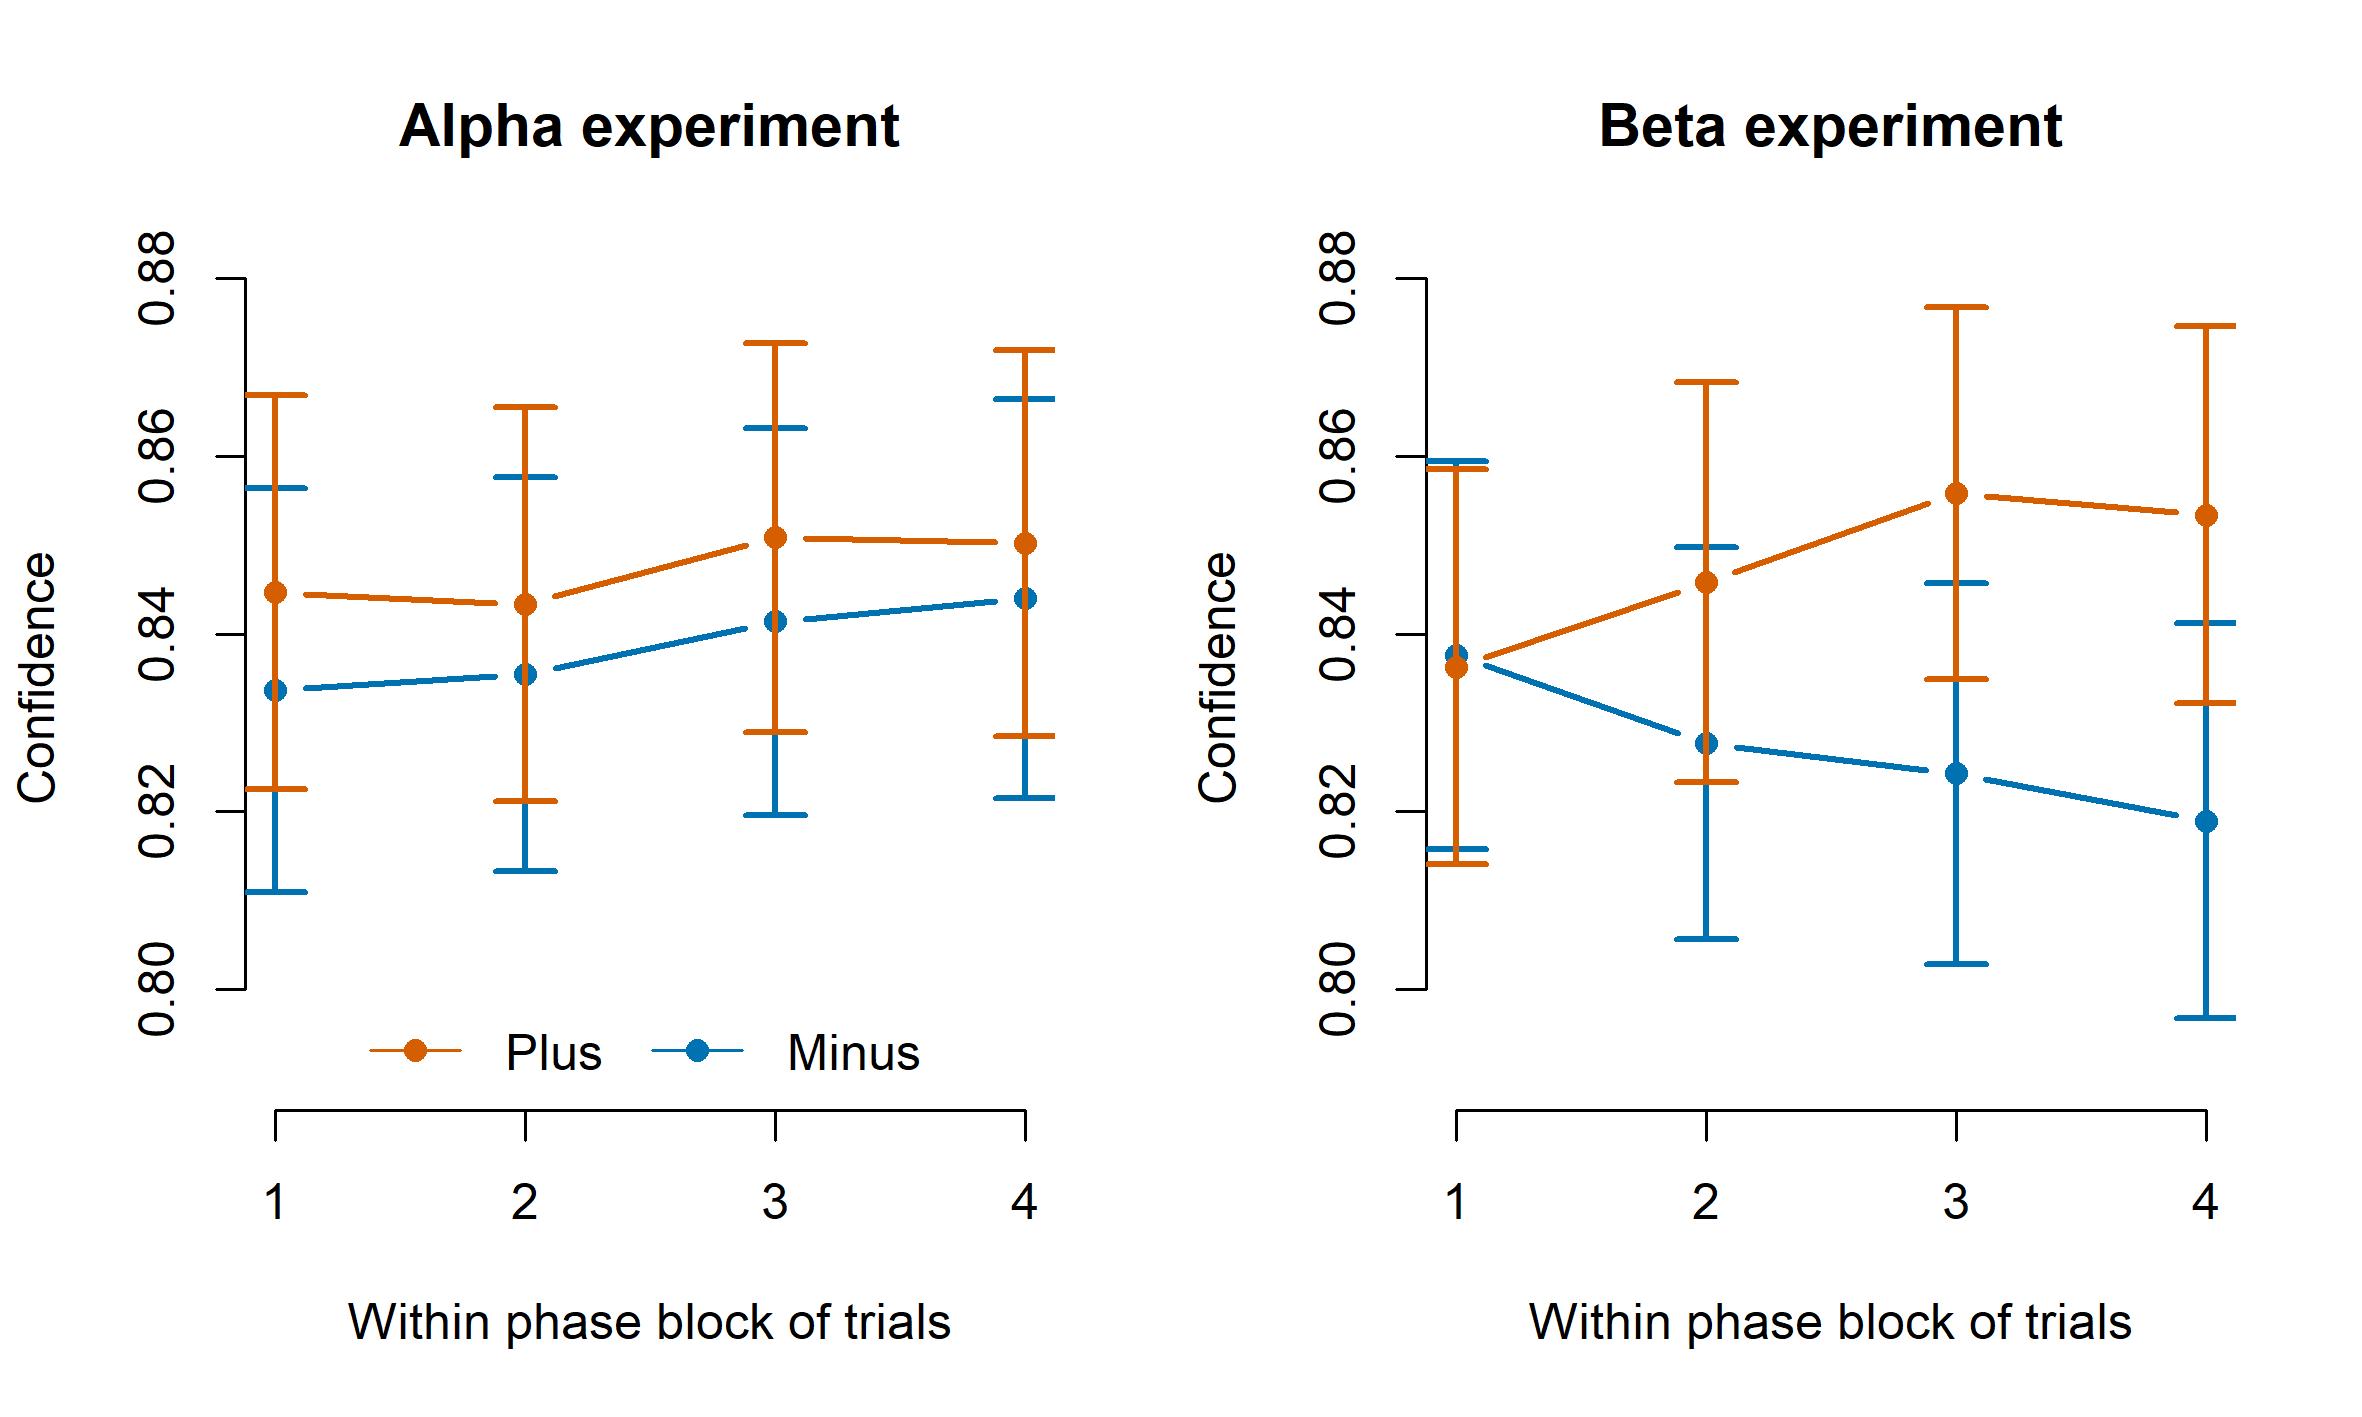 Alpha experiment
Confidence
0.88
0.86
0.84
0.82
0.80
Plus Minus
1 2 3 4
Within phase block of trials
Beta experiment
Confidence
0.88
0.86
0.84
0.82
0.80
1 2 3 4
Within phase block of trials